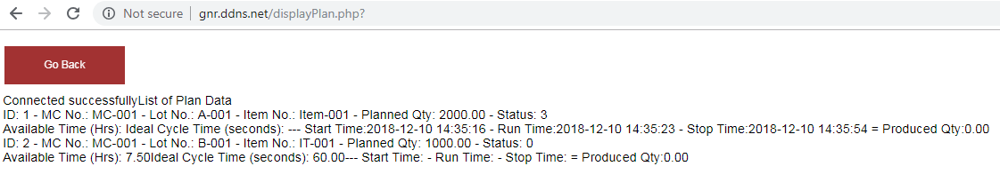 Not secure | gnr.ddns.net/displayPlan.php?
Go Back
Connected successfullyList of Plan Data
ID: 1 - MC No.: MC-001 - Lot No.: A-001 - Item No.: Item-001 - Planned Qty: 2000.00 - Status: 3
Available Time (Hrs): Ideal Cycle Time (seconds): --- Start Time:2018-12-10 14:35:16 - Run Time:2018-12-10 14:35:23 - Stop Time:2018-12-10 14:35:54 = Produced Qty:0.00
ID: 2 - MC No.: MC-001 - Lot No.: B-001 - Item No.: IT-001 - Planned Qty: 1000.00 - Status: 0
Available Time (Hrs): 7.50Ideal Cycle Time (seconds): 60.00--- Start Time: - Run Time: - Stop Time: = Produced Qty:0.00